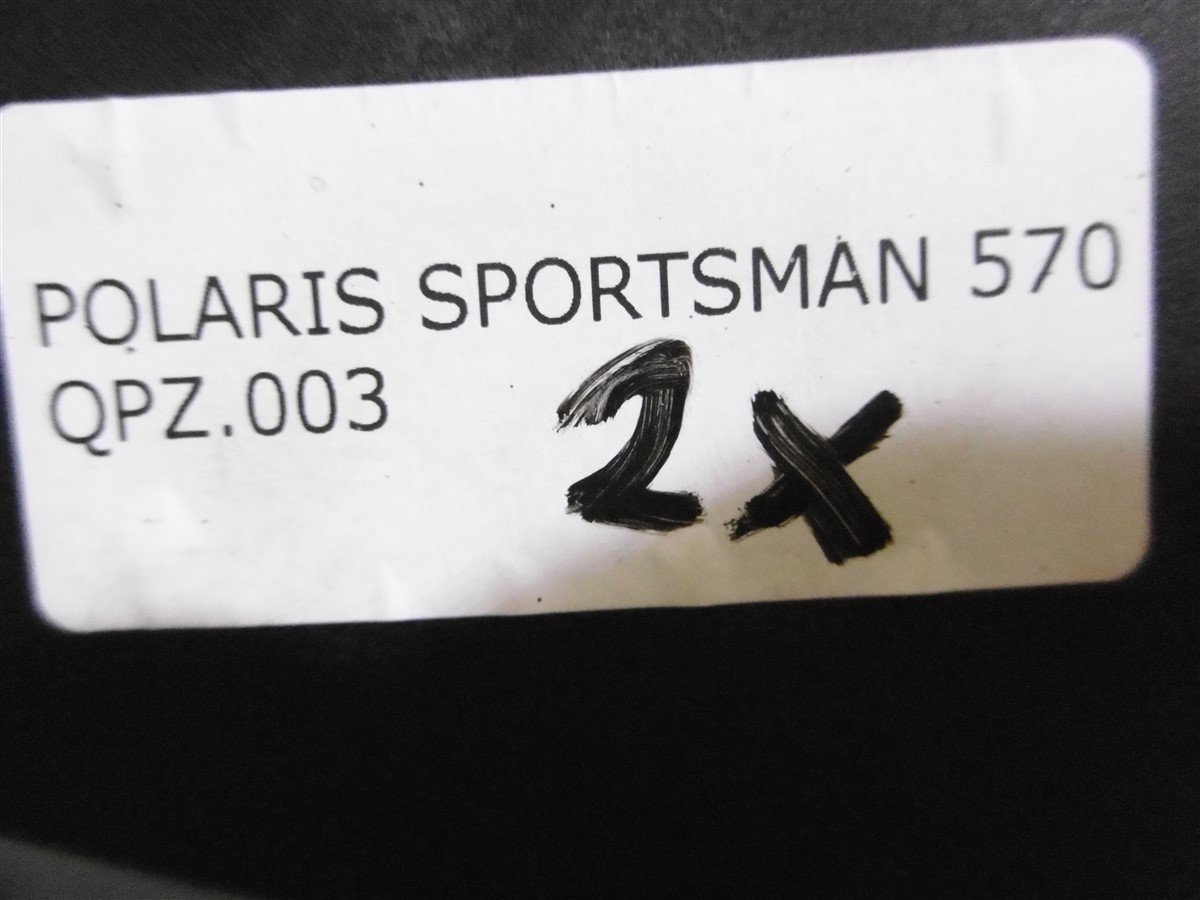 POLARIS SPORTSMAN 570
QPZ.003
2X